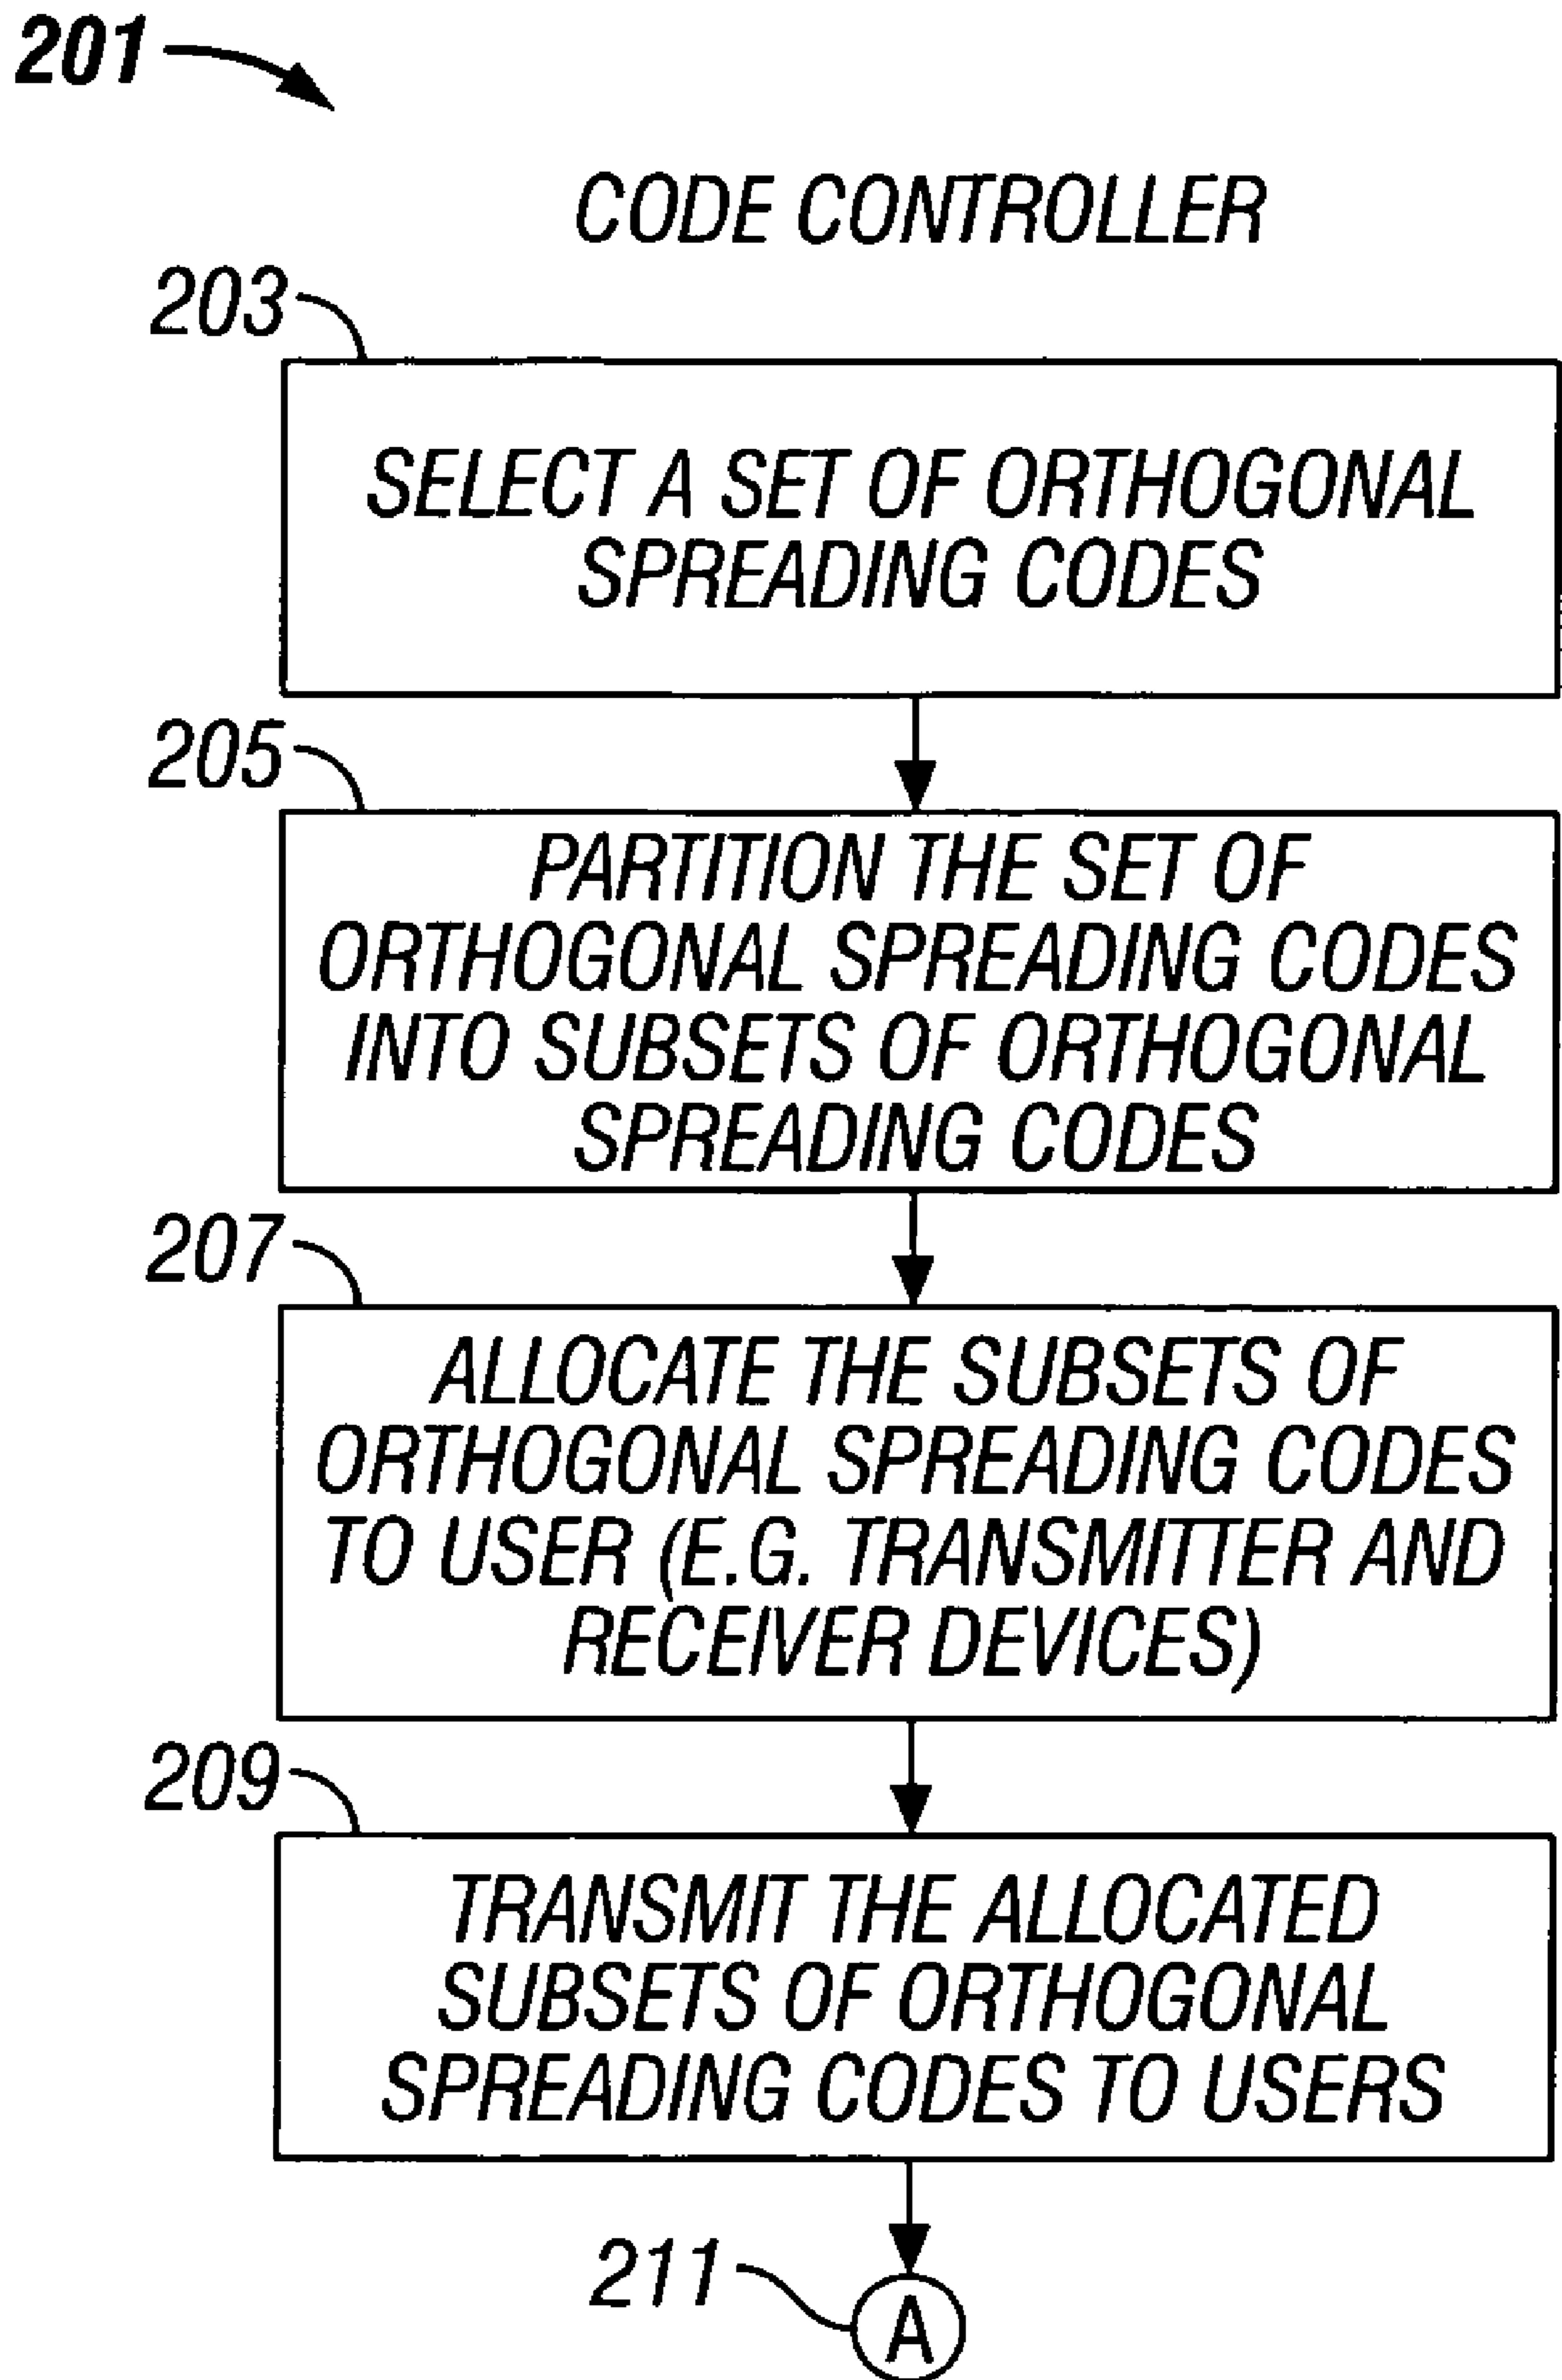 201
CODE CONTROLLER
203
SELECT A SET OF ORTHOGONAL
SPREADING CODES
205
PARTITION THE SET OF
ORTHOGONAL SPREADING CODES
INTO SUBSETS OF ORTHOGONAL
SPREADING CODES
207
ALLOCATE THE SUBSETS OF
ORTHOGONAL SPREADING CODES
TO USER (E.G. TRANSMITTER AND
RECEIVER DEVICES)
209
TRANSMIT THE ALLOCATED
SUBSETS OF ORTHOGONAL
SPREADING CODES TO USERS
211
A